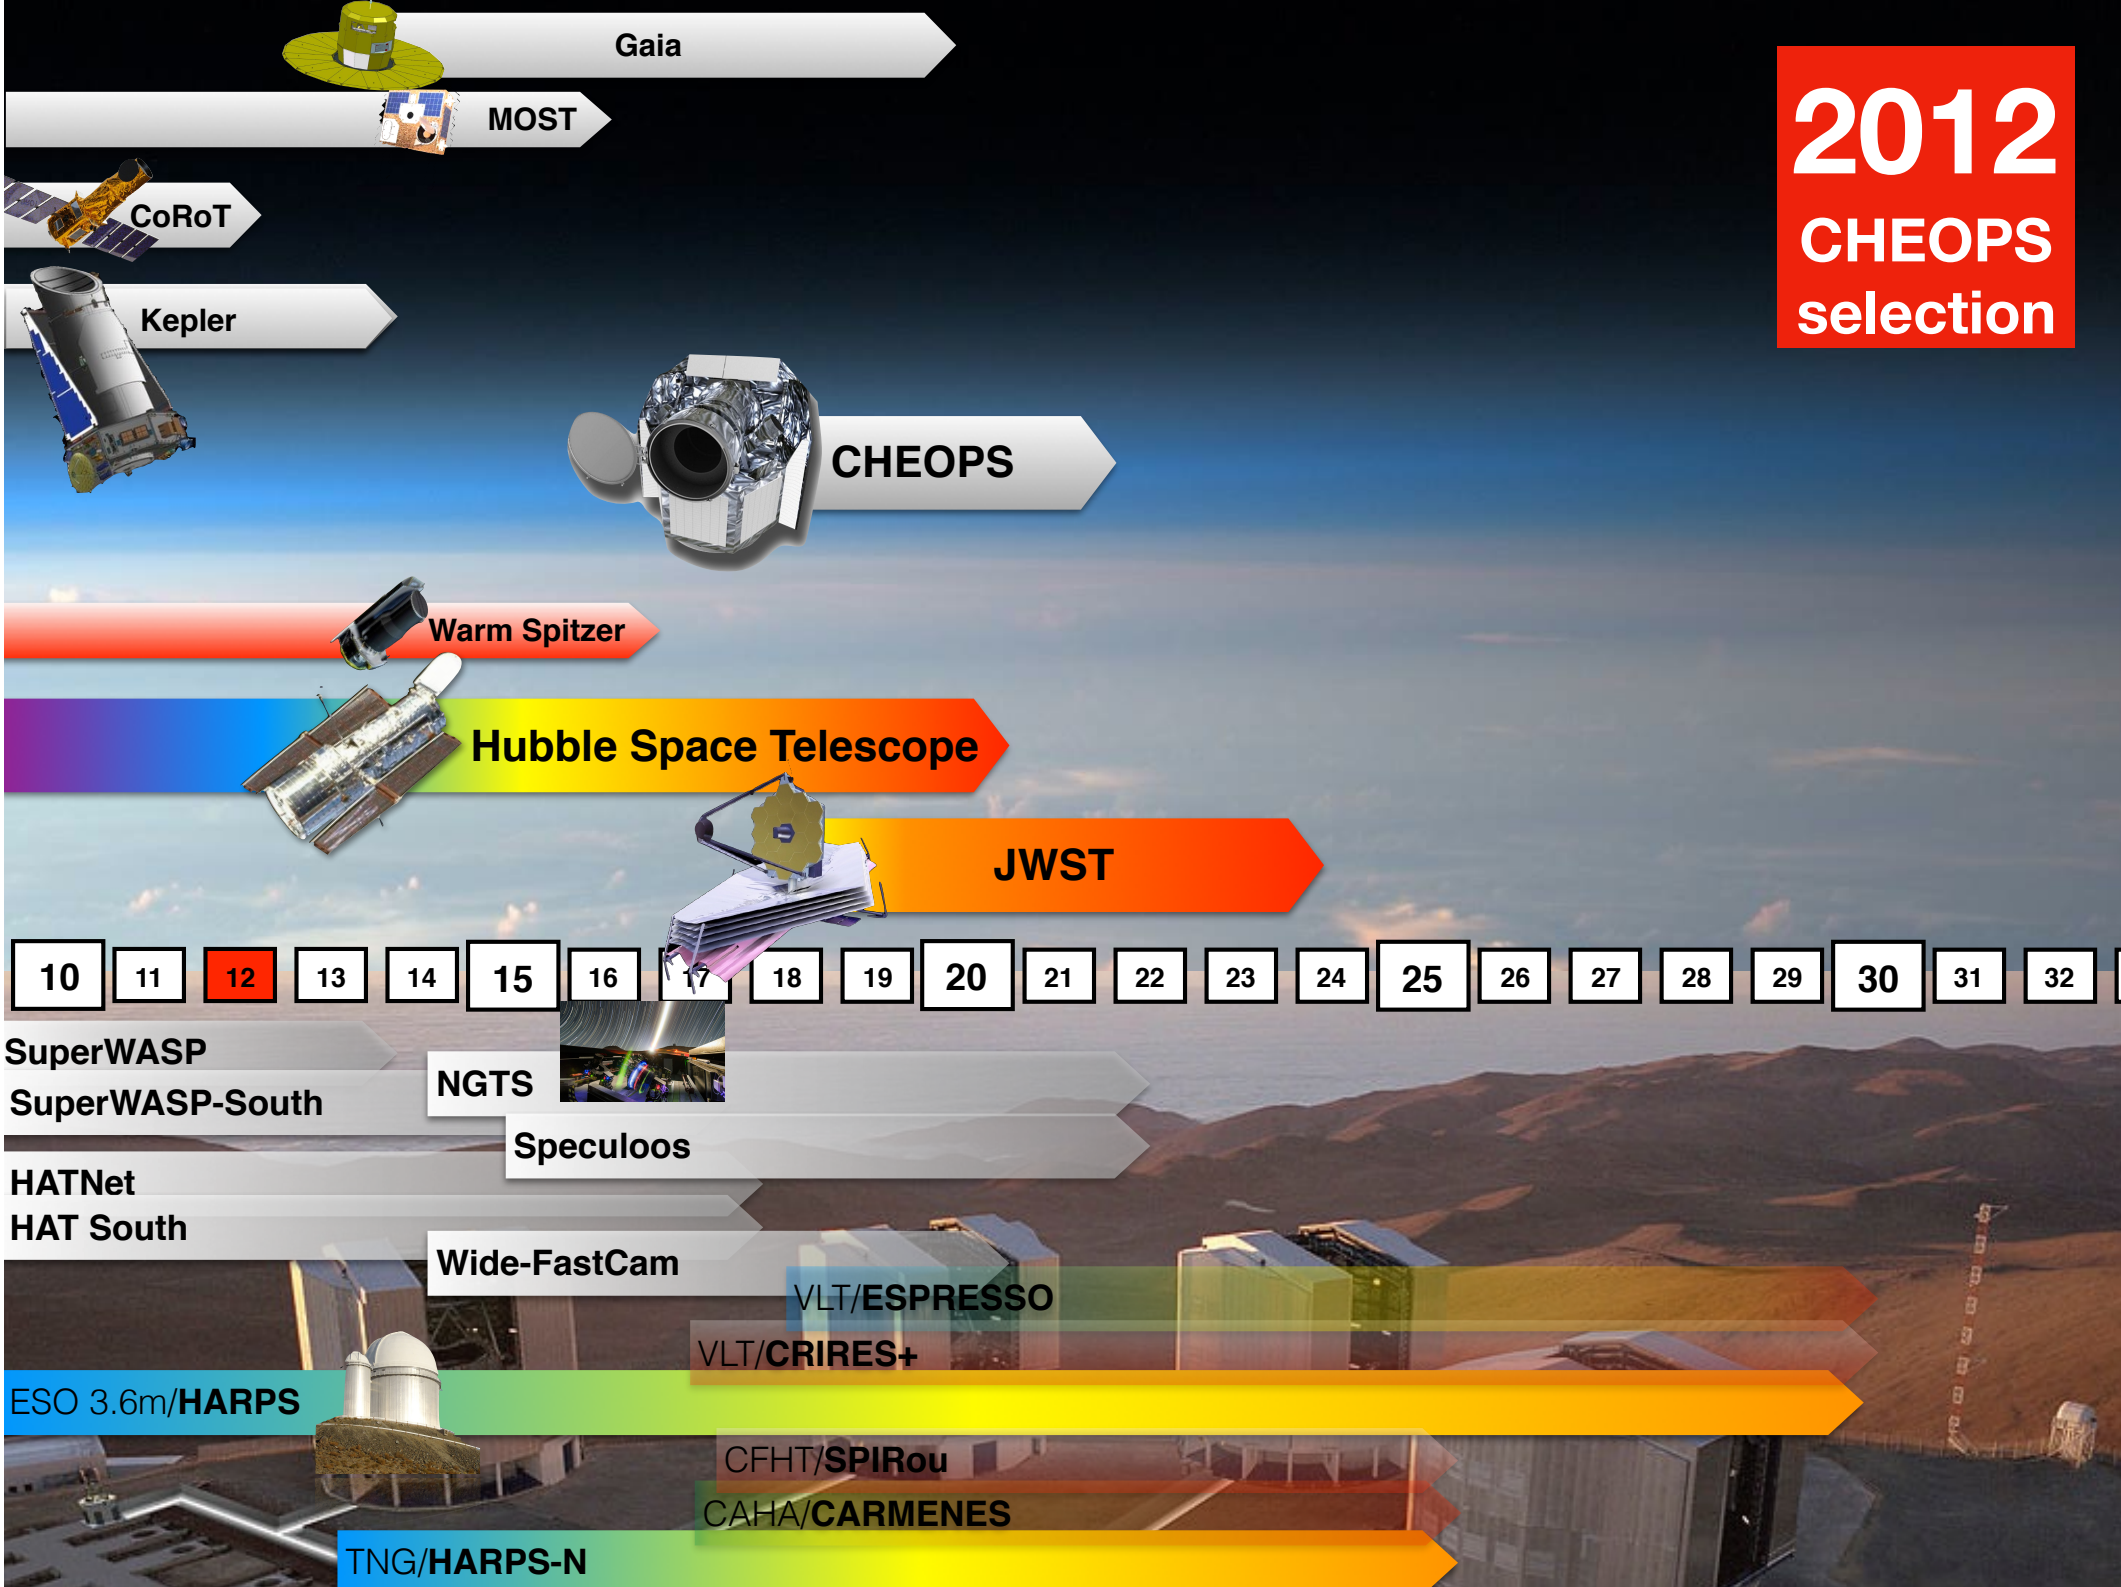 Gaia
MOST
2012
CHEOPS
selection
CoRoT
Kepler
CHEOPS
Warm Spitzer
Hubble Space Telescope
JWST
10 11 12 13 14 15 16 17 18 19 20 21 22 23 24 25 26 27 28 29 30 31 32
SuperWASP
NGTS
SuperWASP-South
Speculoos
HATNet
HAT South
Wide-FastCam
VLT/ESPRESSO
VLT/CRIRES+
ESO 3.6m/HARPS
CFHT/SPIRou
CAHA/CARMENES
TNG/HARPS-N